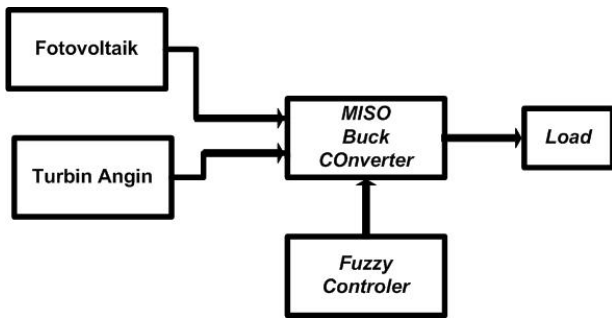 Fotovoltaik
Turbin Angin
MISO
Buck
COnverter
Load
Fuzzy
Controler